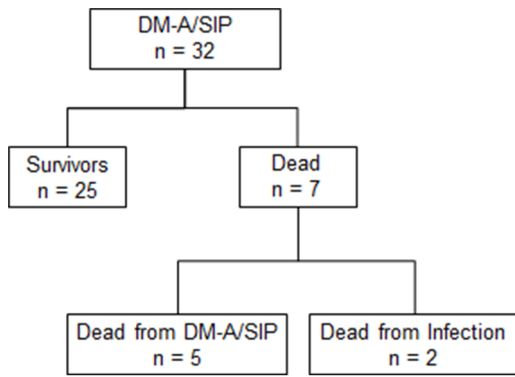 DM-A/SIP
n = 32
Survivors
n = 25
Dead
n = 7
Dead from DM-A/SIP
n = 5
Dead from Infection
n = 2